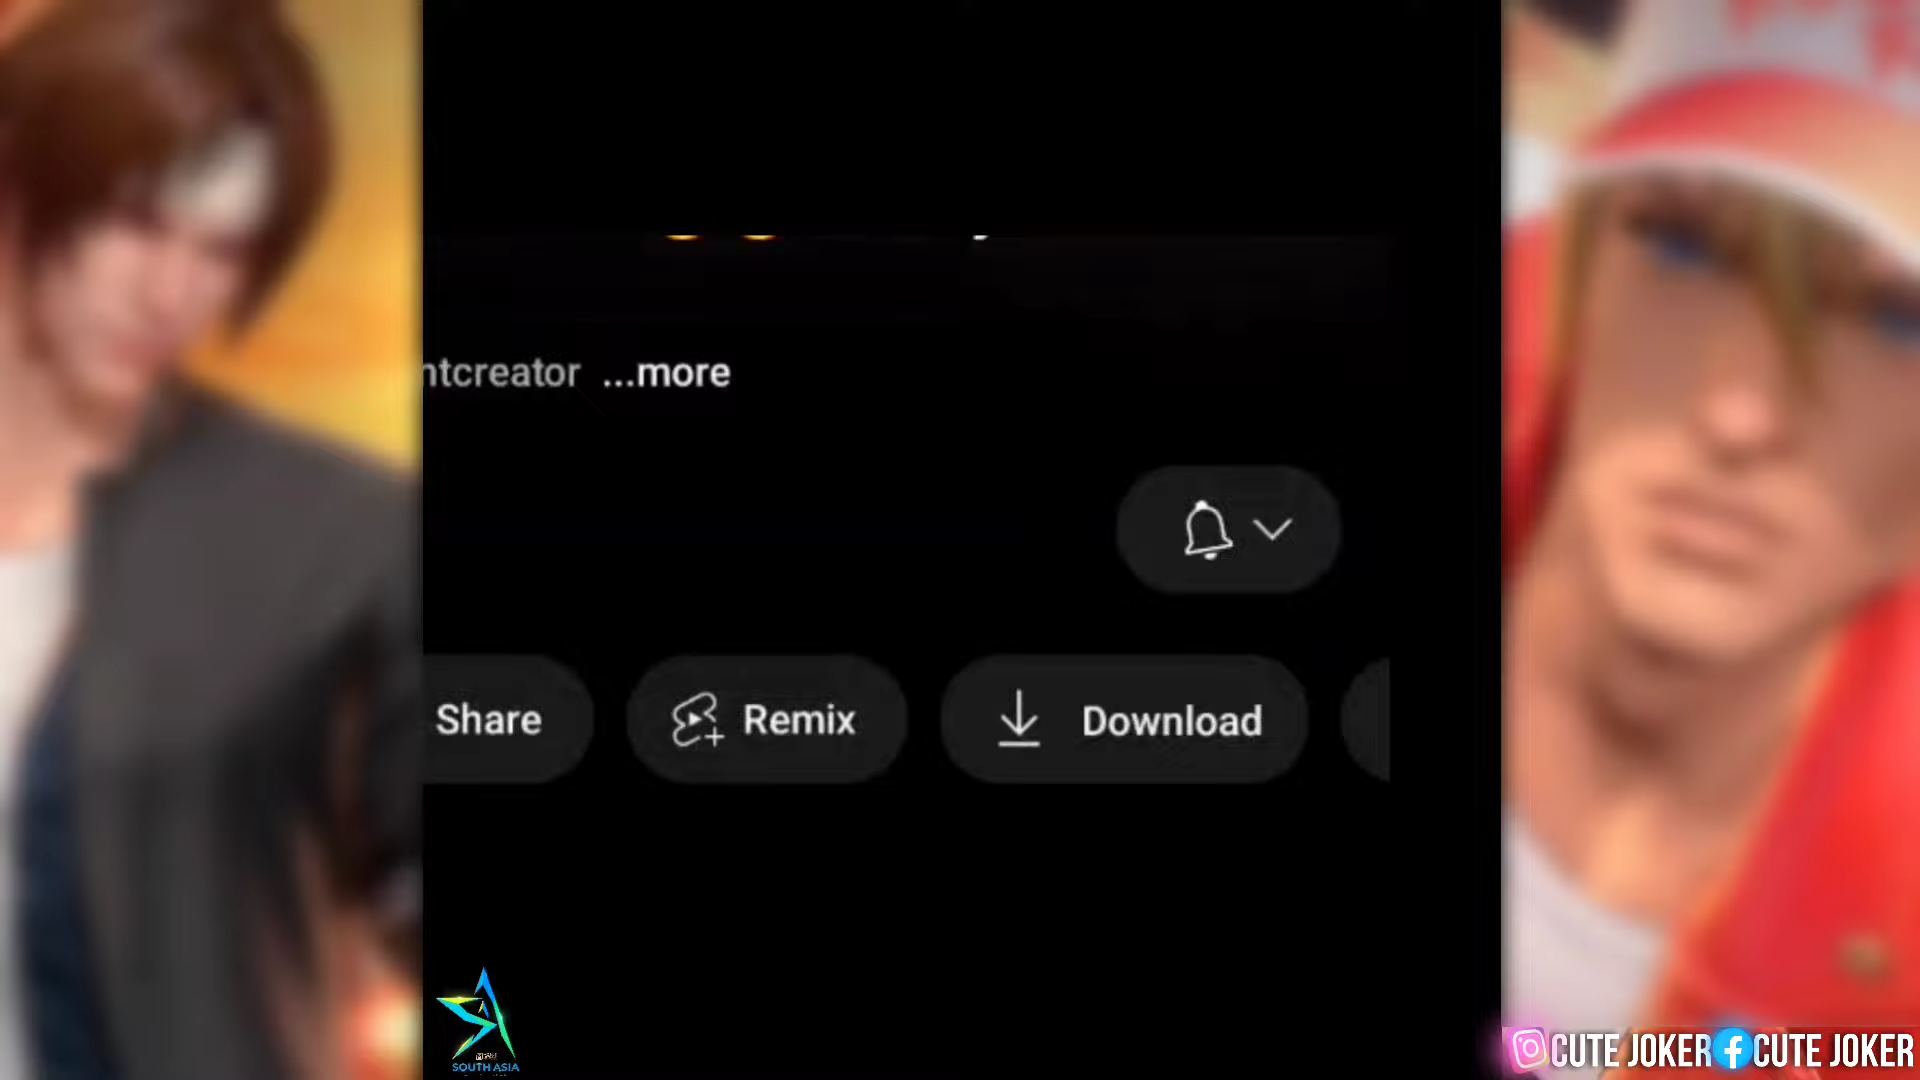 ntcreator ...more
Share
Remix
Download
SOUTH ASIA
CUTE JOKER
CUTE JOKER